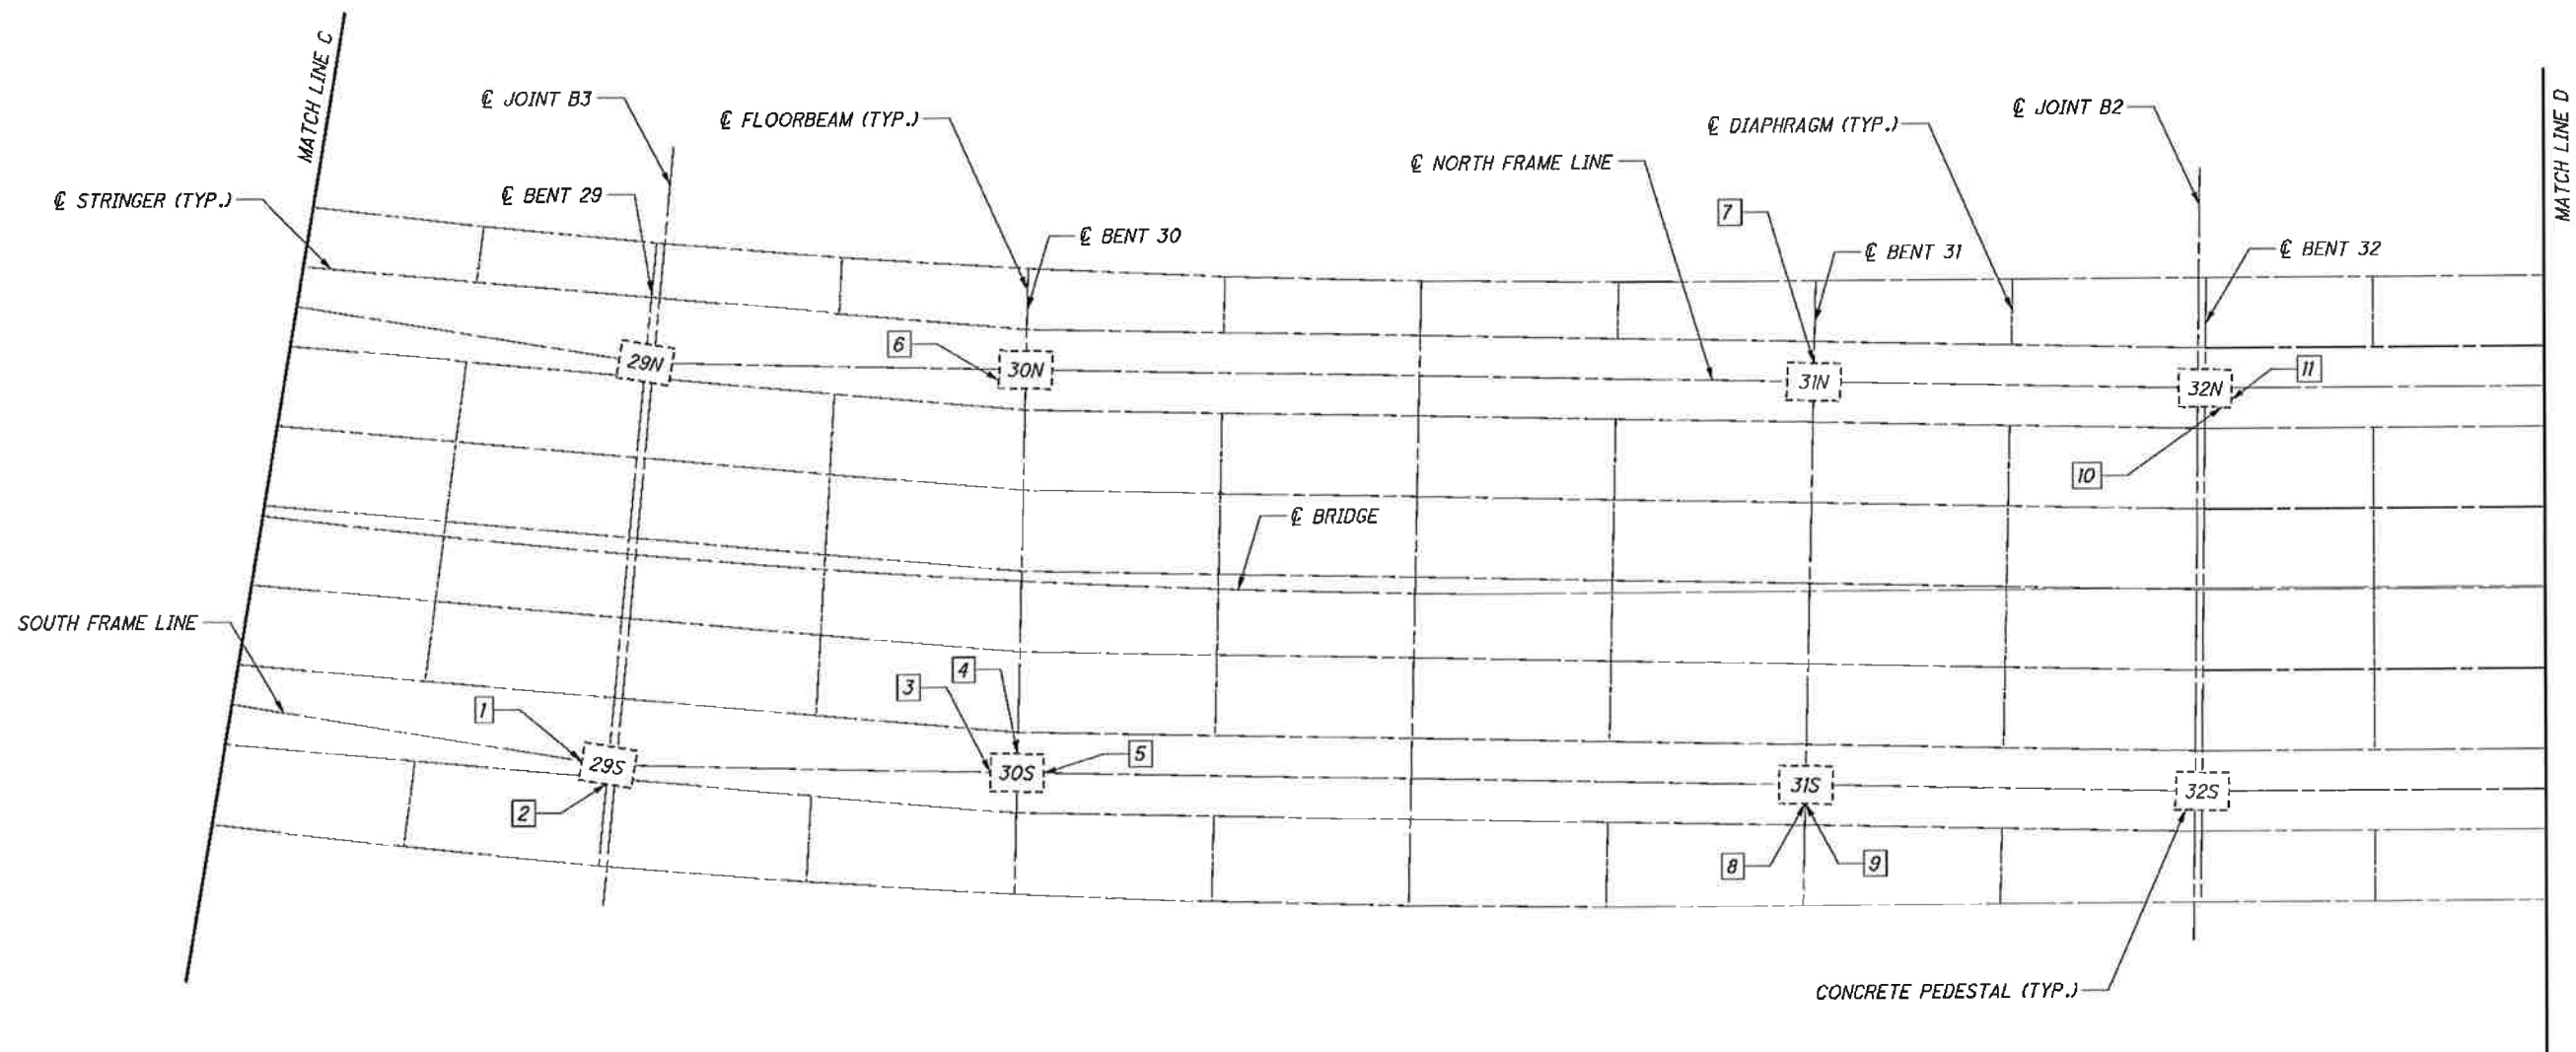 MATCH LINE C
℄ JOINT B3
℄ FLOORBEAM (TYP.)
℄ DIAPHRAGM (TYP.)
℄ JOINT B2
MATCH LINE D
℄ NORTH FRAME LINE
℄ STRINGER (TYP.)
℄ BENT 29
7
℄ BENT 30
℄ BENT 31
℄ BENT 32
6
29N
30N
31N
32N
11
10
℄ BRIDGE
SOUTH FRAME LINE
4
3
1
5
29S
30S
31S
32S
2
8
9
CONCRETE PEDESTAL (TYP.)